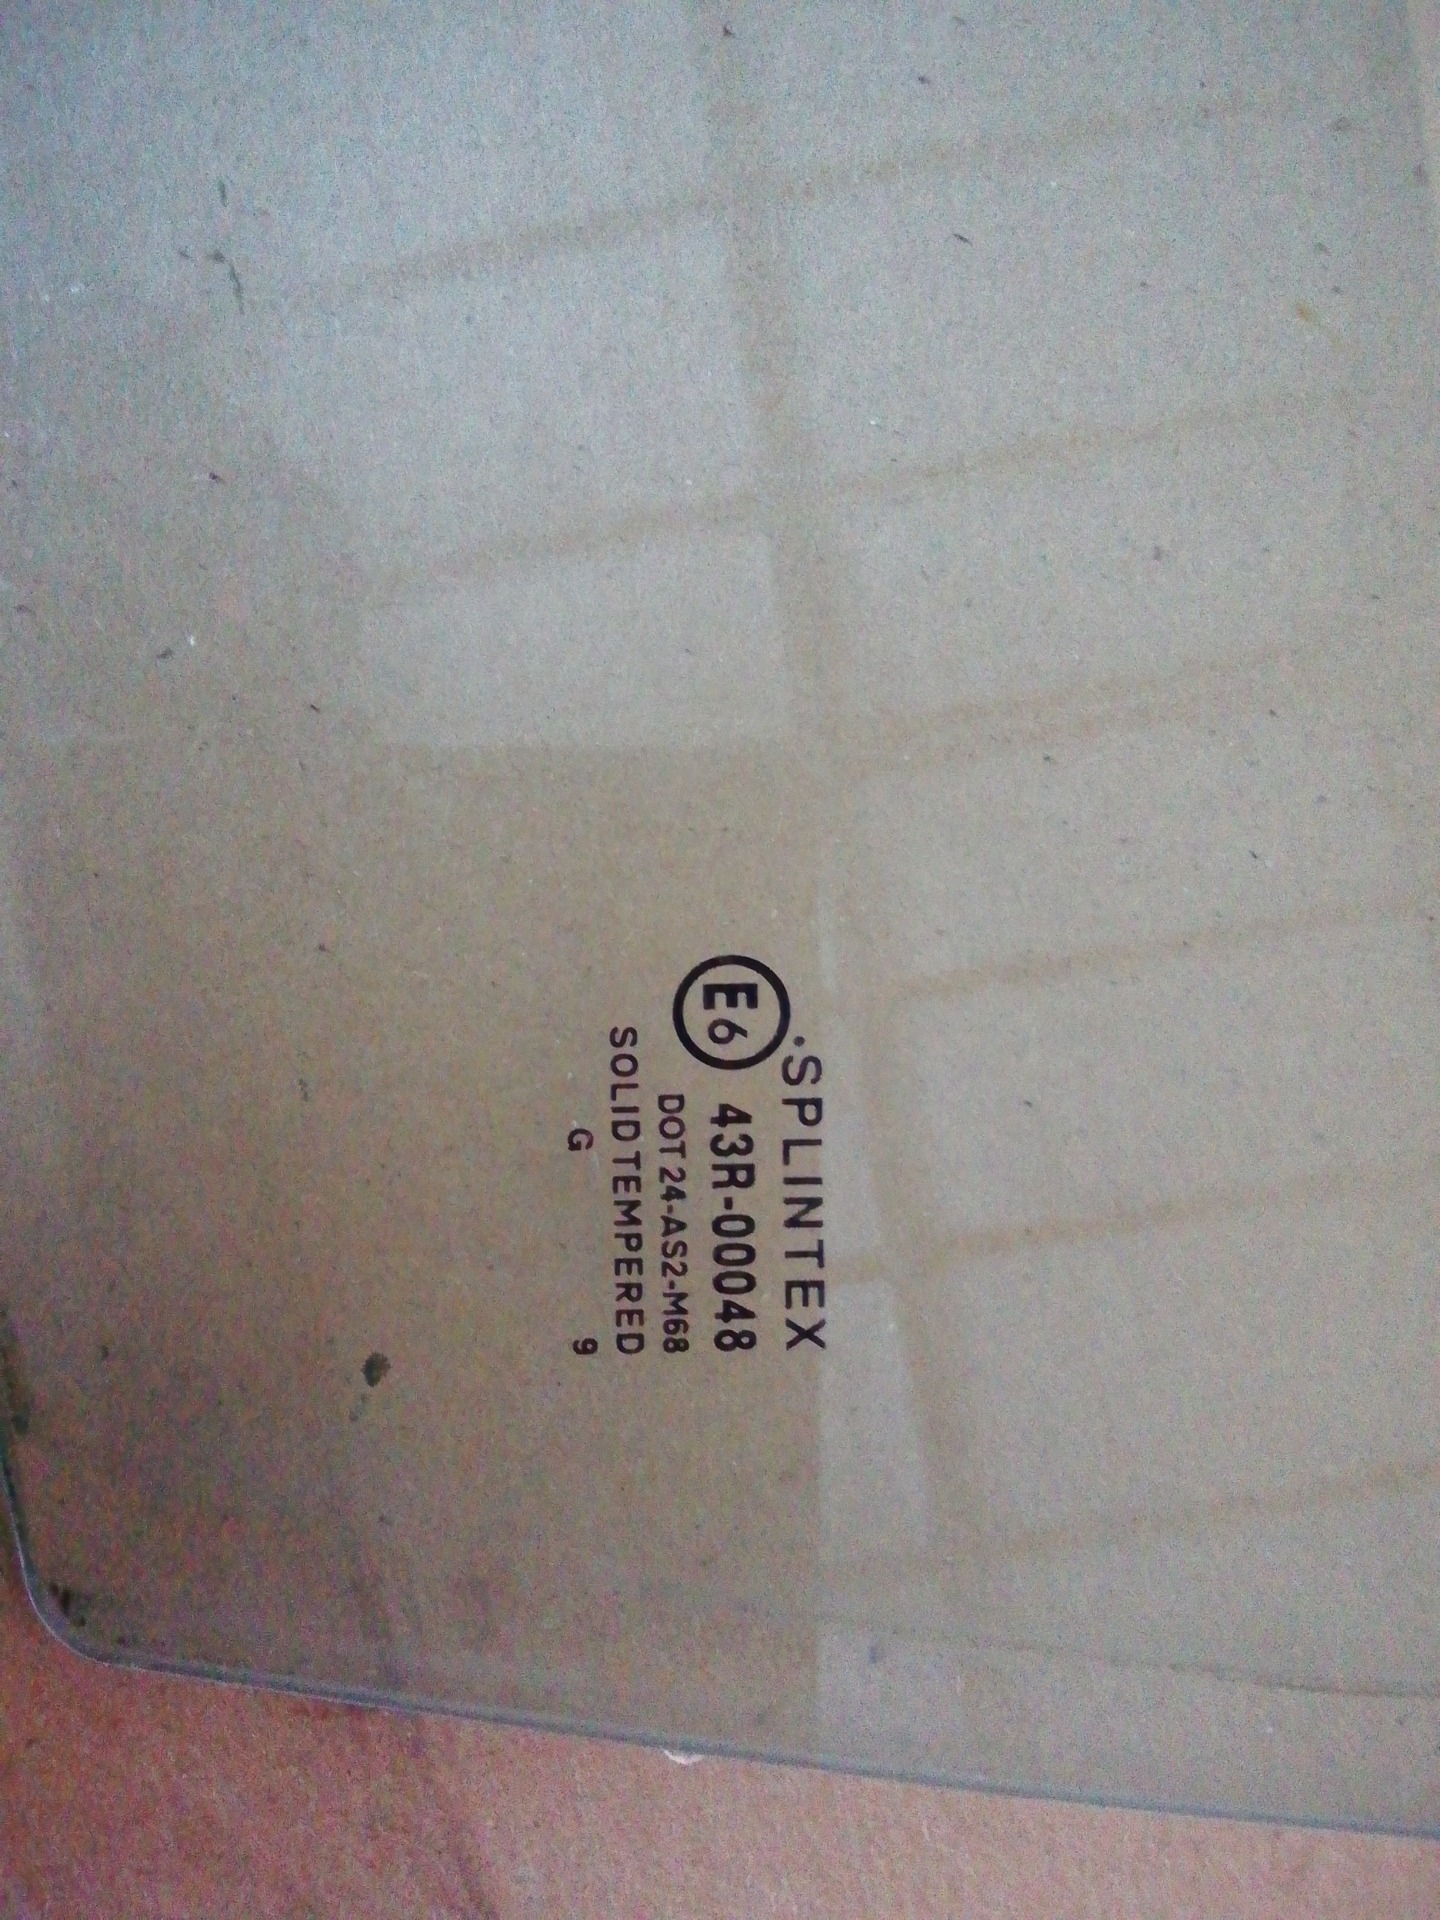 .SPLINTEX
E6 43R-00048
DOT 24-AS2-M68
SOLID TEMPERED
G 9